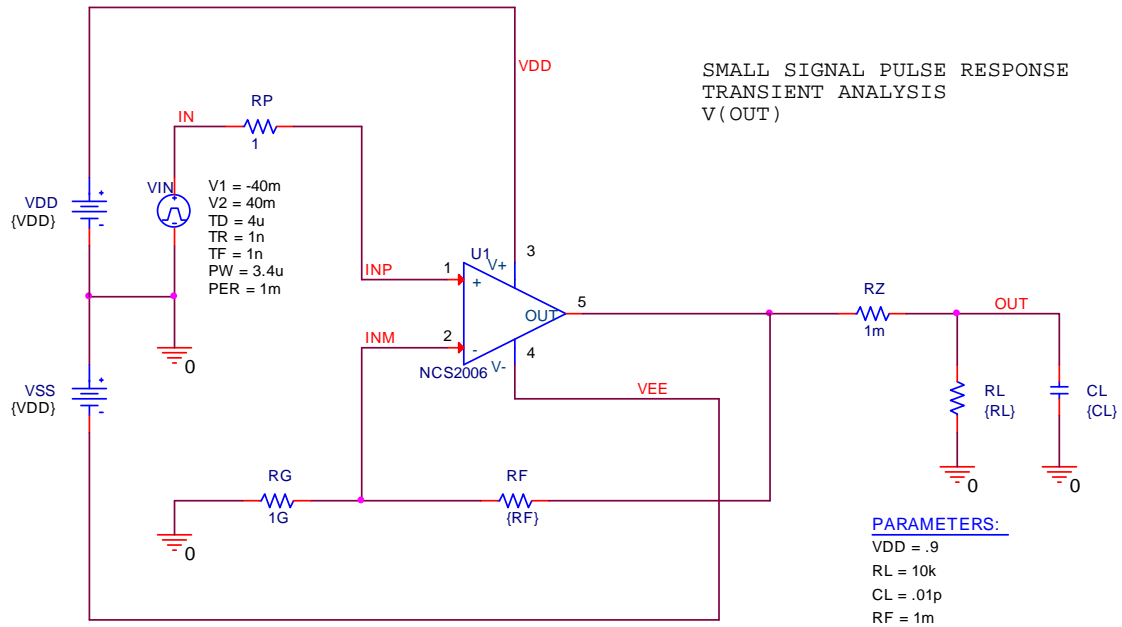 VDD
SMALL SIGNAL PULSE RESPONSE
TRANSIENT ANALYSIS
V(OUT)
RP
IN
1
VIN
V1 = -40m
V2 = 40m
TD = 4u
TR = 1n
TF = 1n
PW = 3.4u
PER = 1m
+
-
VDD
{VDD}
+
-
0
U1
3
V+
INP
1
+
5
OUT
INM
2
-
4
V-
NCS2006
VEE
RZ
1m
OUT
RL
{RL}
CL
{CL}
0
0
VSS
{VDD}
+
-
RG
1G
RF
{RF}
0
PARAMETERS:
VDD = .9
RL = 10k
CL = .01p
RF = 1m